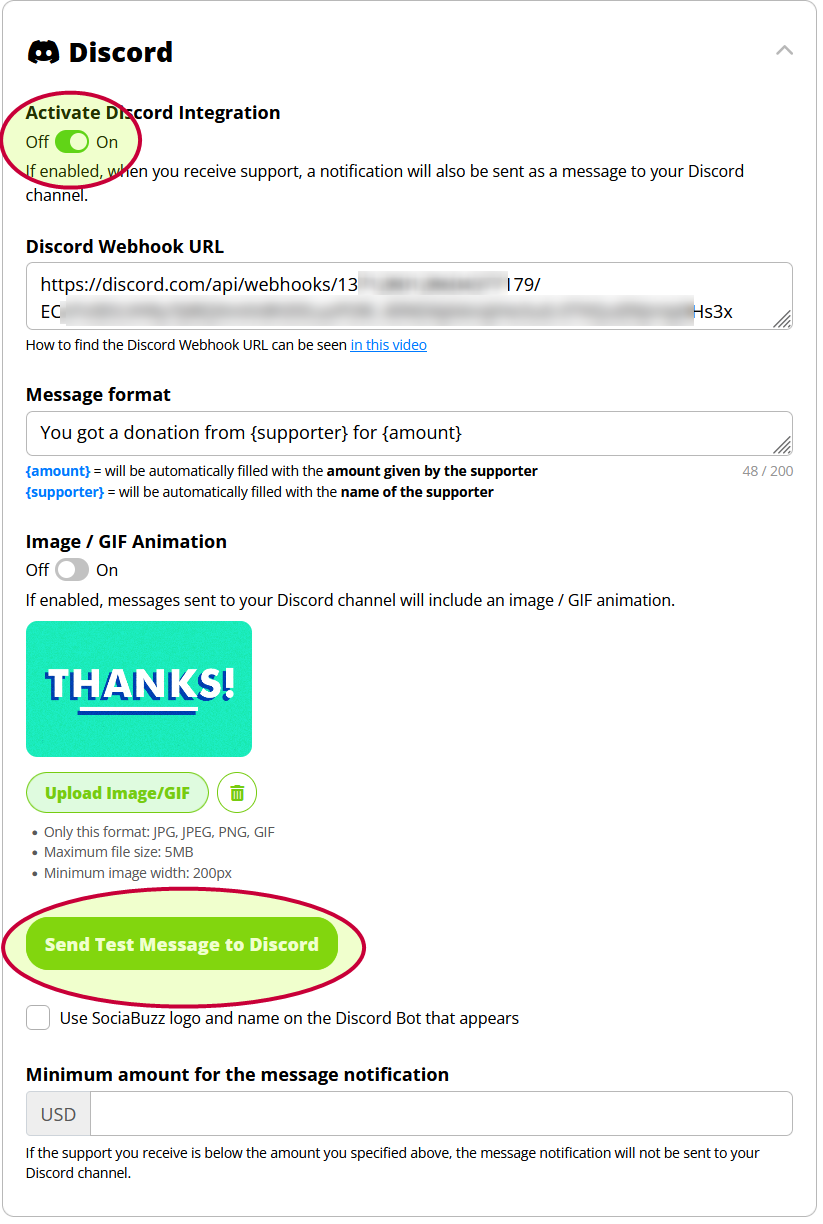 Discord
Activate Discord Integration
Off On
If enabled, when you receive support, a notification will also be sent as a message to your Discord
channel.
Discord Webhook URL
https://discord.com/api/webhooks/13 179/
EC Hs3x
How to find the Discord Webhook URL can be seen in this video
Message format
You got a donation from {supporter} for {amount}
{amount} = will be automatically filled with the amount given by the supporter
48 / 200
{supporter} = will be automatically filled with the name of the supporter
Image / GIF Animation
Off On
If enabled, messages sent to your Discord channel will include an image / GIF animation.
THANKS!
Upload Image/GIF
• Only this format: JPG, JPEG, PNG, GIF
• Maximum file size: 5MB
• Minimum image width: 200px
Send Test Message to Discord
Use SociaBuzz logo and name on the Discord Bot that appears
Minimum amount for the message notification
USD
If the support you receive is below the amount you specified above, the message notification will not be sent to your
Discord channel.